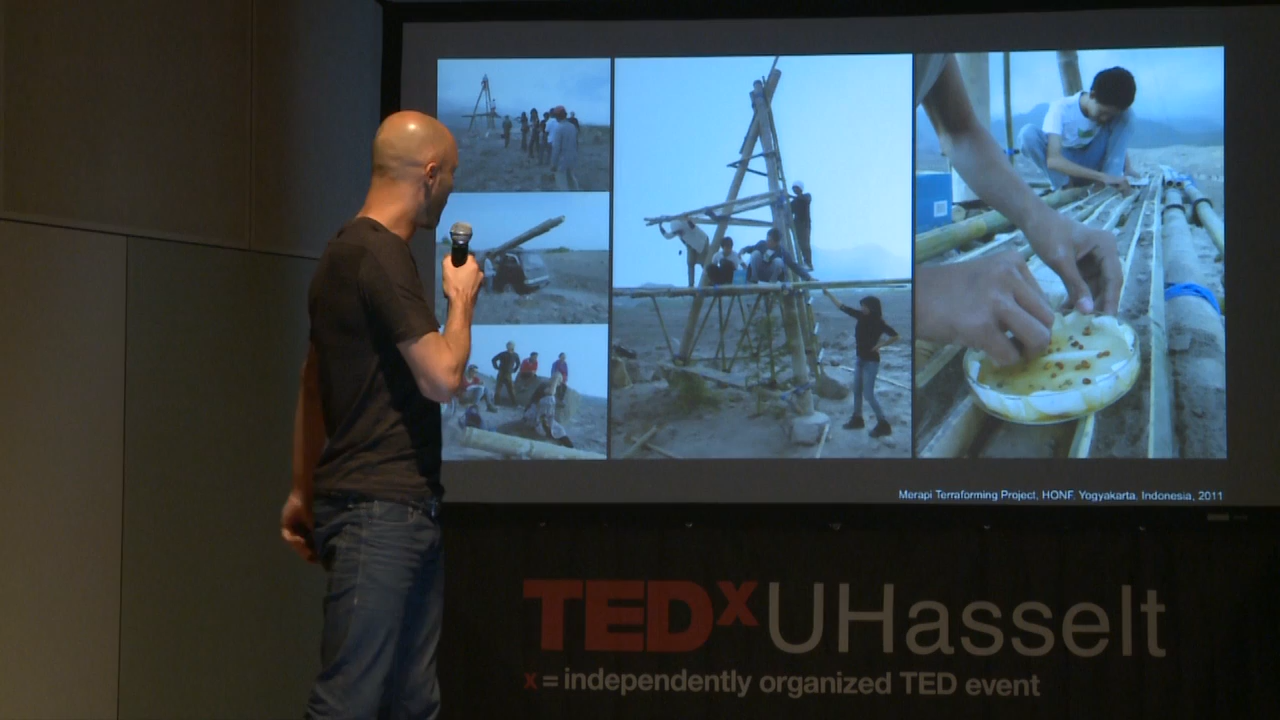 Merapi Terraforming Project, HONF. Yogyakarta, Indonesia, 2011
TEDxUHasselt
x = independently organized TED event